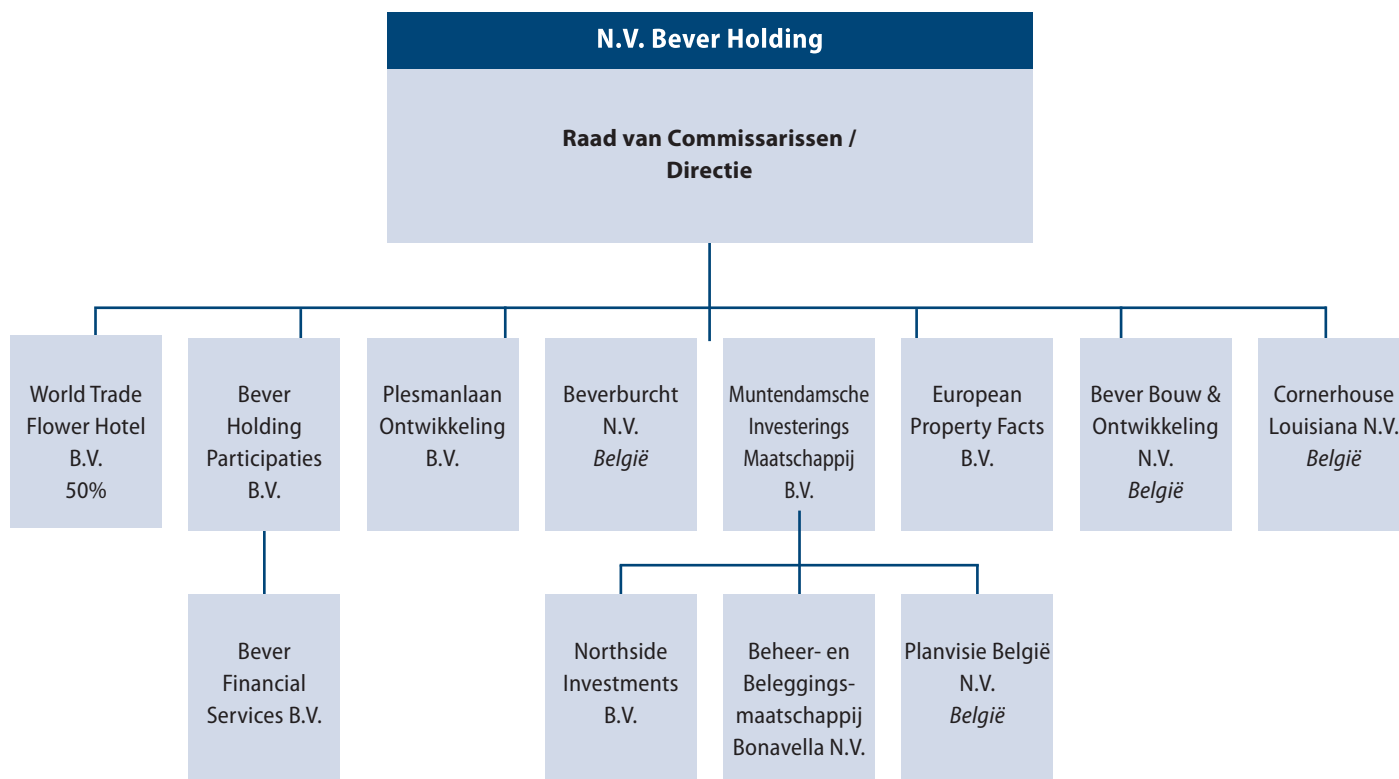 N.V. Bever Holding
Raad van Commissarissen /
Directie
World Trade
Flower Hotel
B.V.
50%
Bever
Holding
Participaties
B.V.
Plesmanlaan
Ontwikkeling
B.V.
Beverburcht
N.V.
België
Muntendamsche
Investerings
Maatschappij
B.V.
European
Property Facts
B.V.
Bever Bouw &
Ontwikkeling
N.V.
België
Cornerhouse
Louisiana N.V.
België
Bever
Financial
Services B.V.
Northside
Investments
B.V.
Beheer- en
Beleggings-
maatschappij
Bonavella N.V.
Planvisie België
N.V.
België